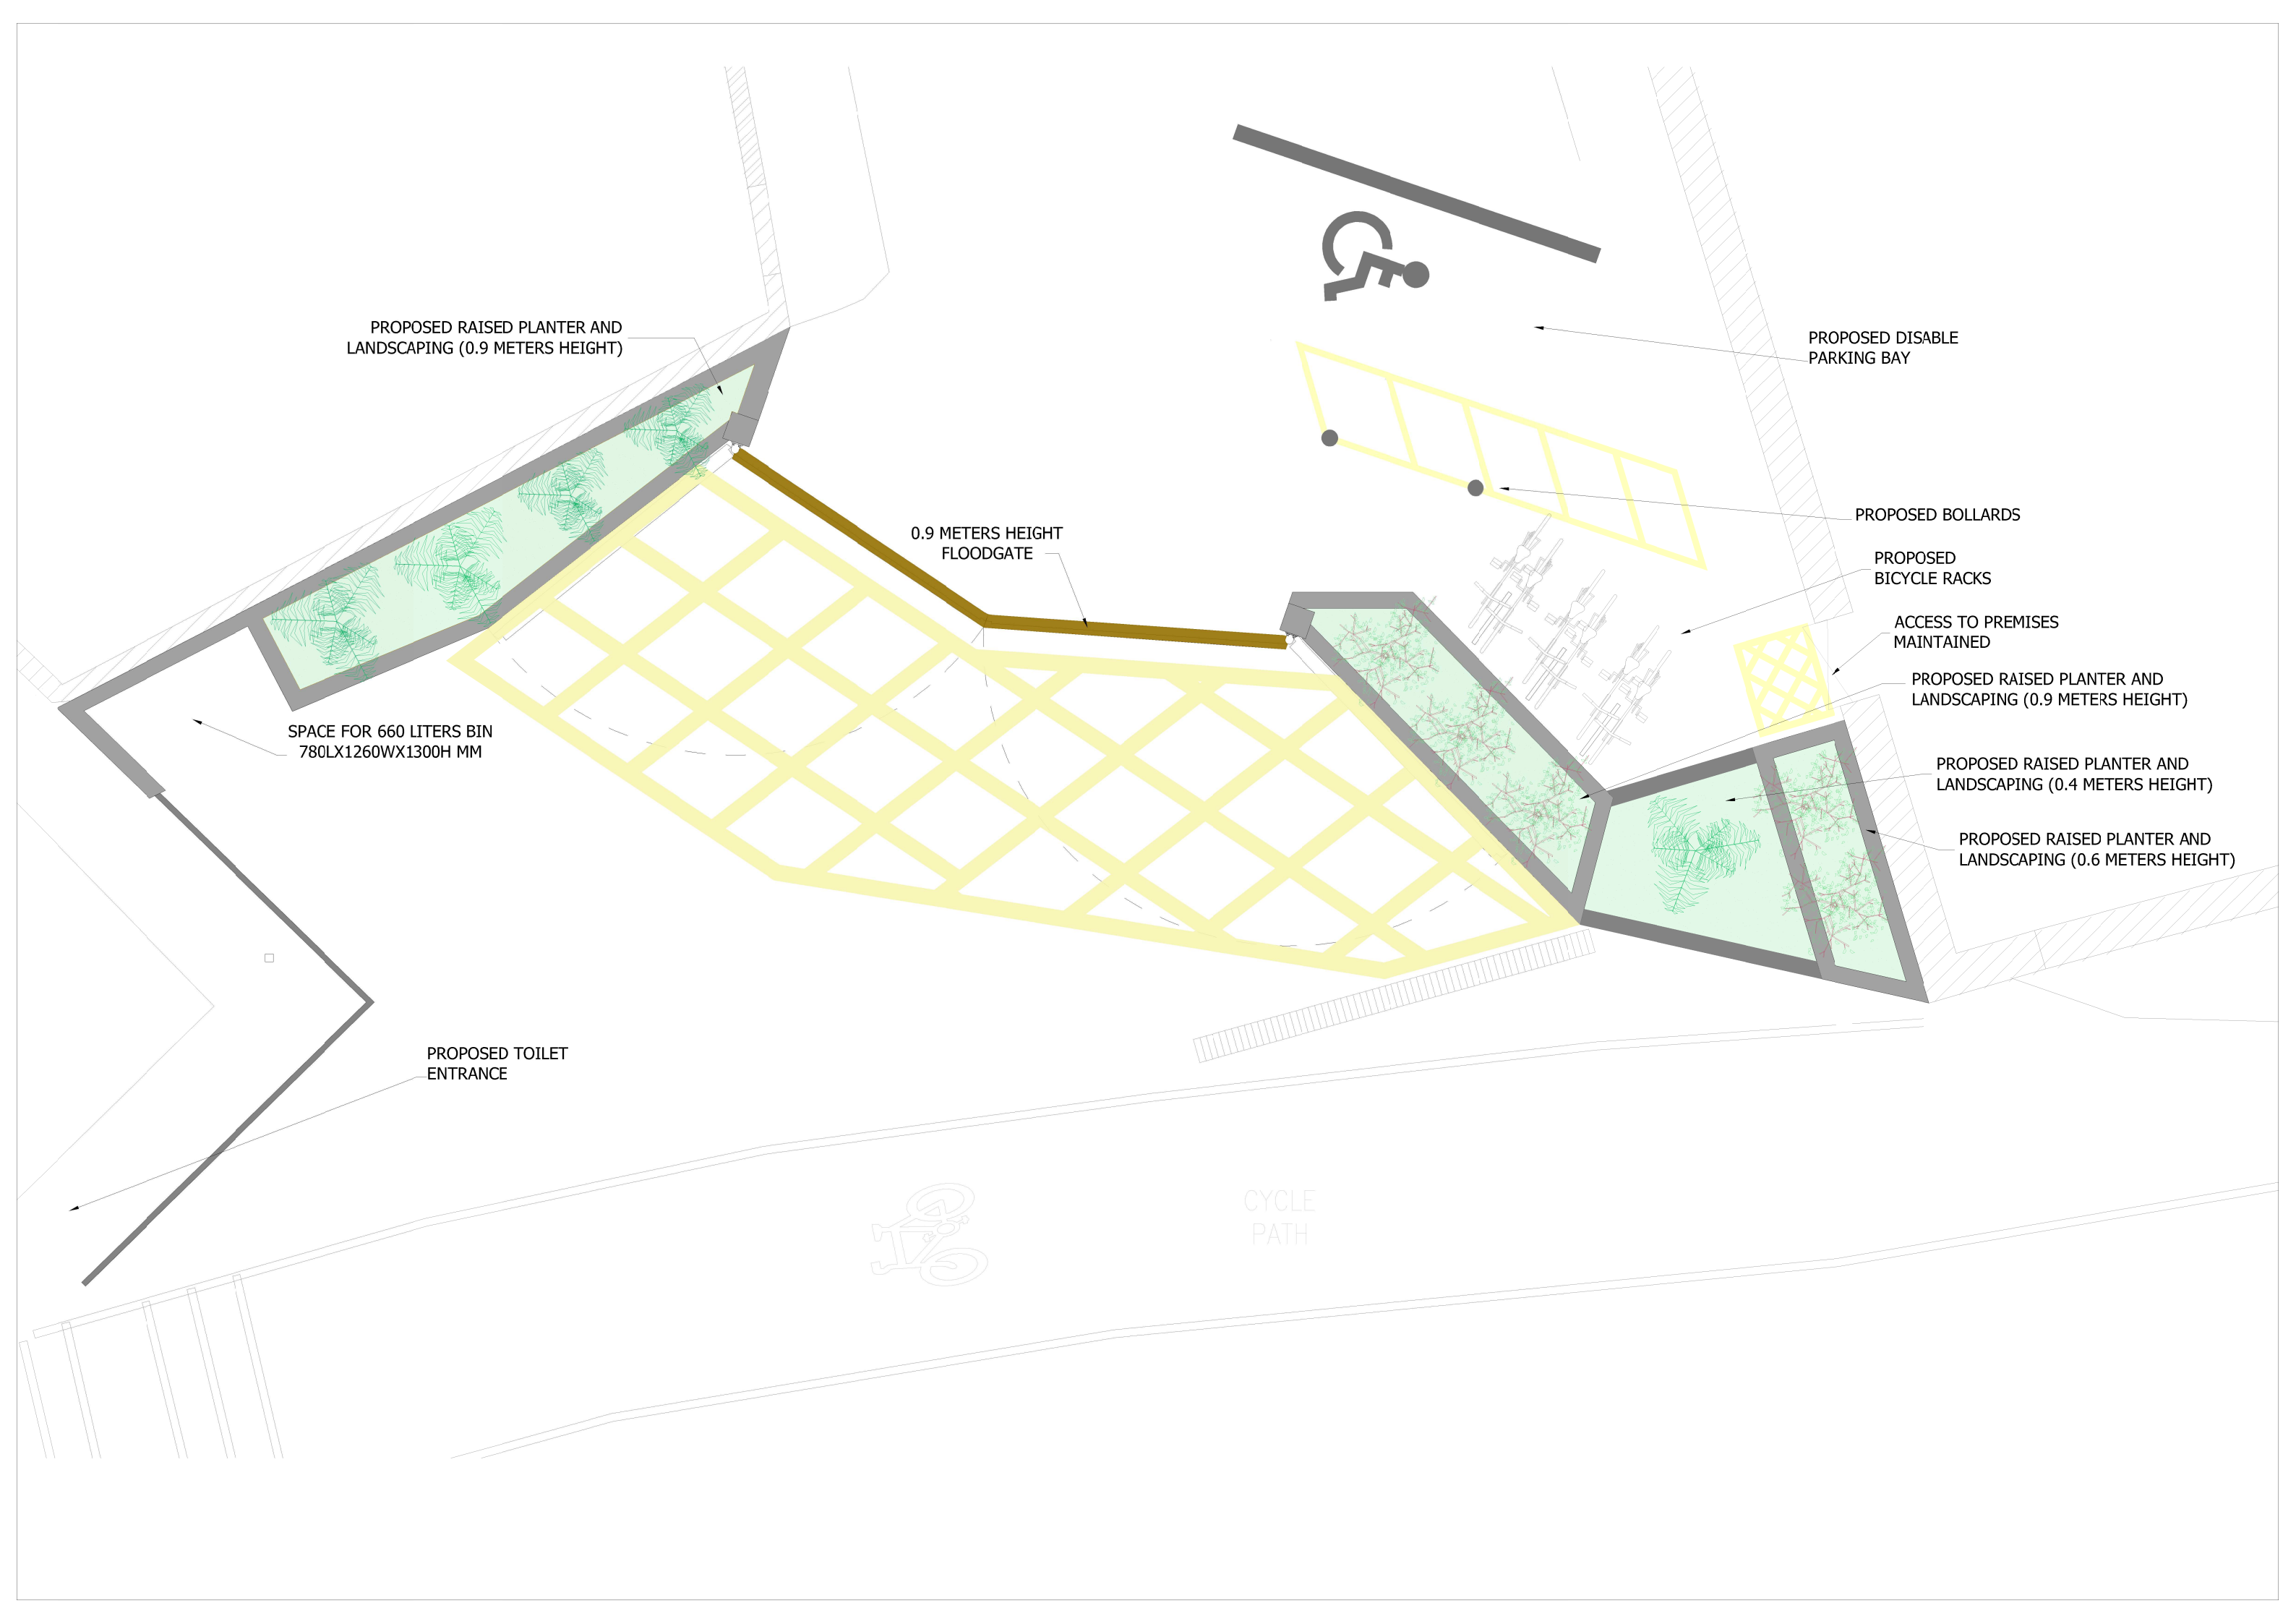 PROPOSED RAISED PLANTER AND
LANDSCAPING (0.9 METERS HEIGHT)
PROPOSED DISABLE
PARKING BAY
0.9 METERS HEIGHT
FLOODGATE
PROPOSED BOLLARDS
PROPOSED
BICYCLE RACKS
ACCESS TO PREMISES
MAINTAINED
PROPOSED RAISED PLANTER AND
LANDSCAPING (0.9 METERS HEIGHT)
SPACE FOR 660 LITERS BIN
780LX1260WX1300H MM
PROPOSED RAISED PLANTER AND
LANDSCAPING (0.4 METERS HEIGHT)
PROPOSED RAISED PLANTER AND
LANDSCAPING (0.6 METERS HEIGHT)
PROPOSED TOILET
ENTRANCE
CYCLE
PATH